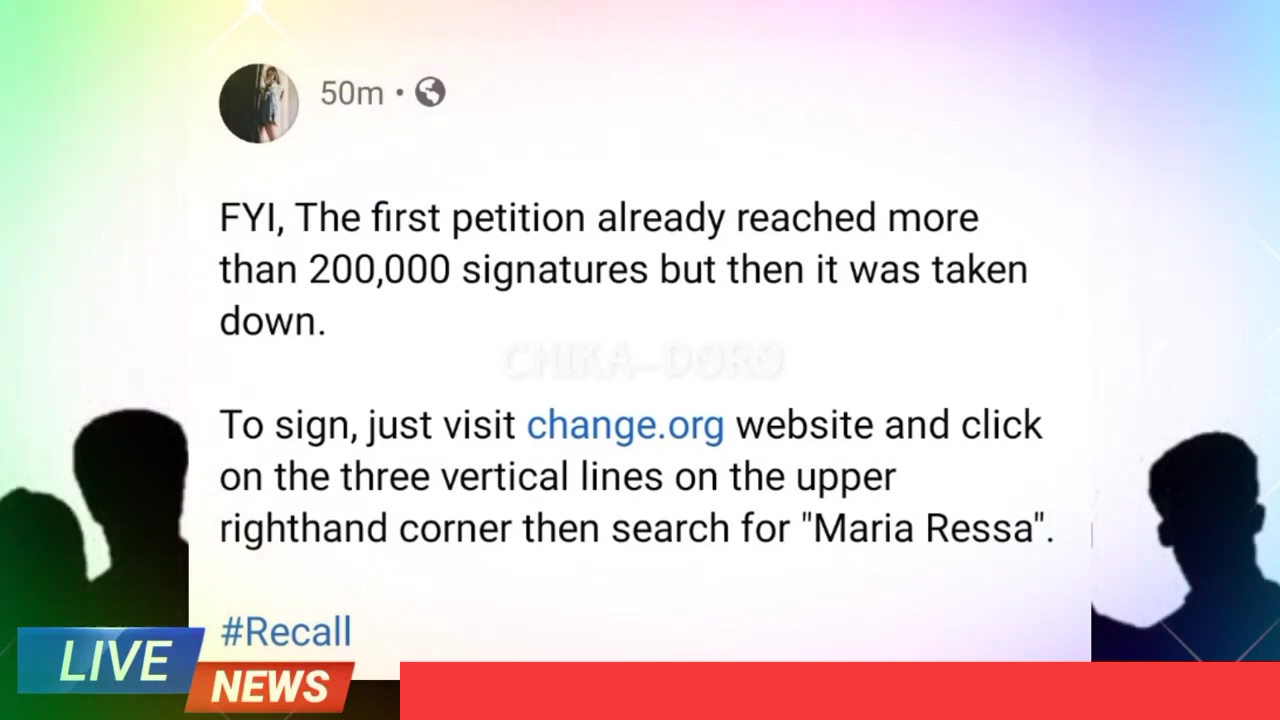 50m •
FYI, The first petition already reached more
than 200,000 signatures but then it was taken
down.
CHIKA-DORO
To sign, just visit change.org website and click
on the three vertical lines on the upper
righthand corner then search for "Maria Ressa".
#Recall
LIVE
NEWS